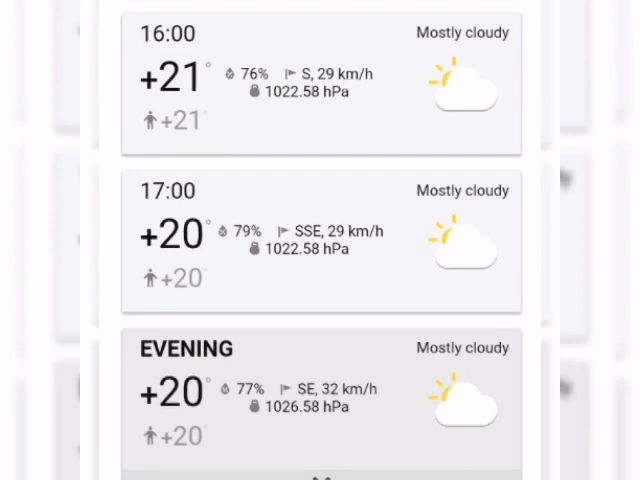 16:00 Mostly cloudy
+21° 76% S, 29 km/h
1022.58 hPa
+21°
17:00 Mostly cloudy
+20° 79% SSE, 29 km/h
1022.58 hPa
+20°
EVENING Mostly cloudy
+20° 77% SE, 32 km/h
1026.58 hPa
+20°